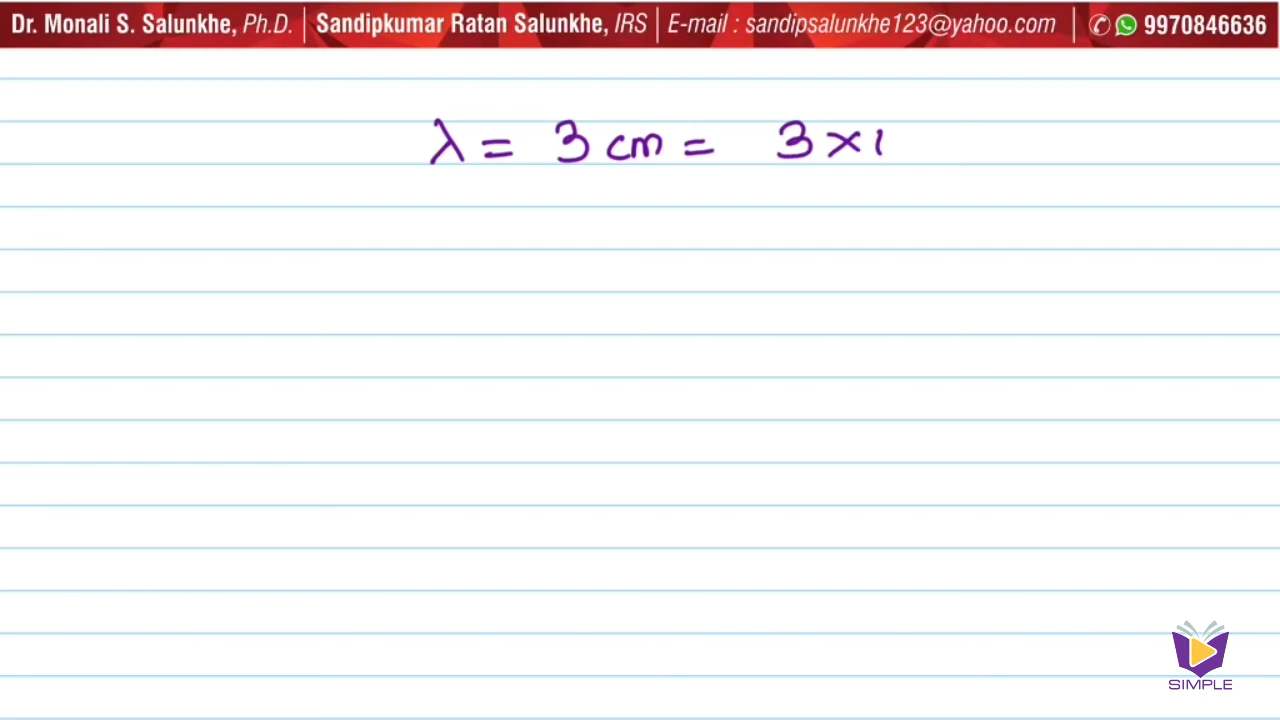 Dr. Monali S. Salunkhe, Ph.D. | Sandipkumar Ratan Salunkhe, IRS | E-mail : sandipsalunkhe123@yahoo.com | 9970846636
λ = 3 cm = 3 × 1
SIMPLE